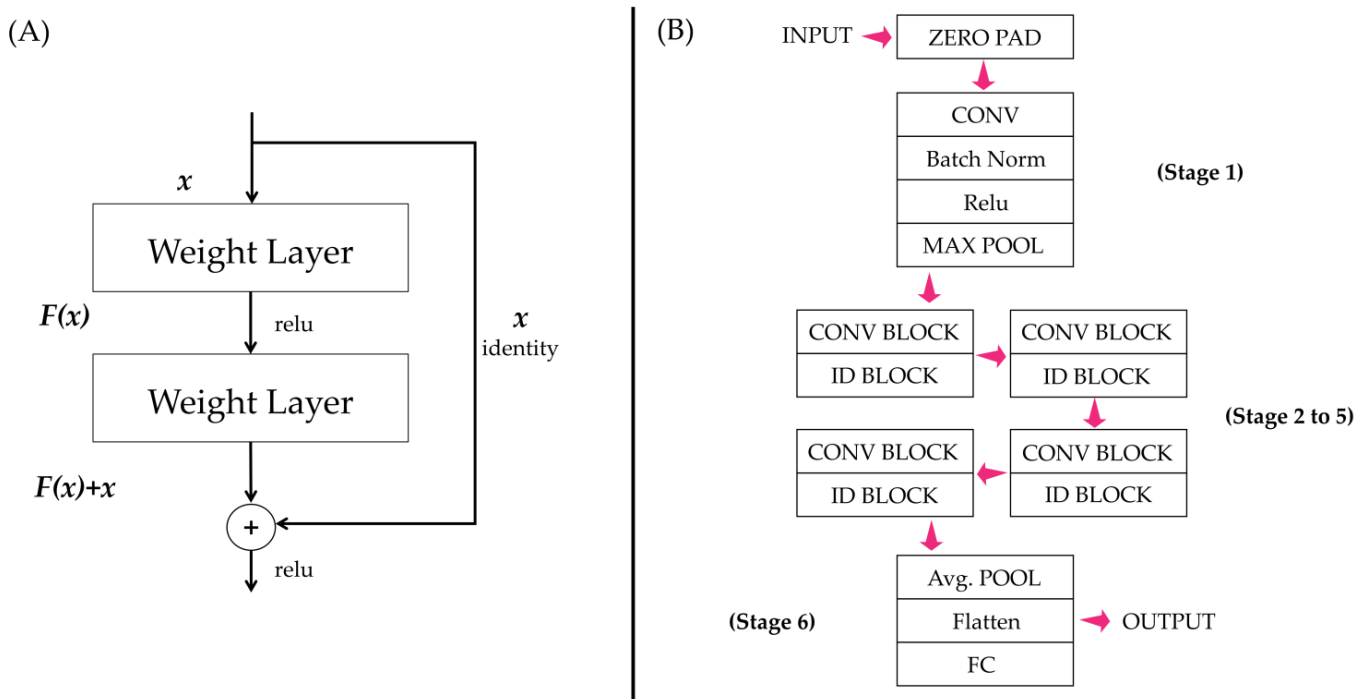 (A)
x
Weight Layer
F(x)
relu
x
identity
Weight Layer
F(x)+x
+
relu
(B)
INPUT
ZERO PAD
CONV
Batch Norm
Relu
MAX POOL
(Stage 1)
CONV BLOCK
ID BLOCK
CONV BLOCK
ID BLOCK
(Stage 2 to 5)
CONV BLOCK
ID BLOCK
CONV BLOCK
ID BLOCK
Avg. POOL
Flatten
FC
(Stage 6)
OUTPUT